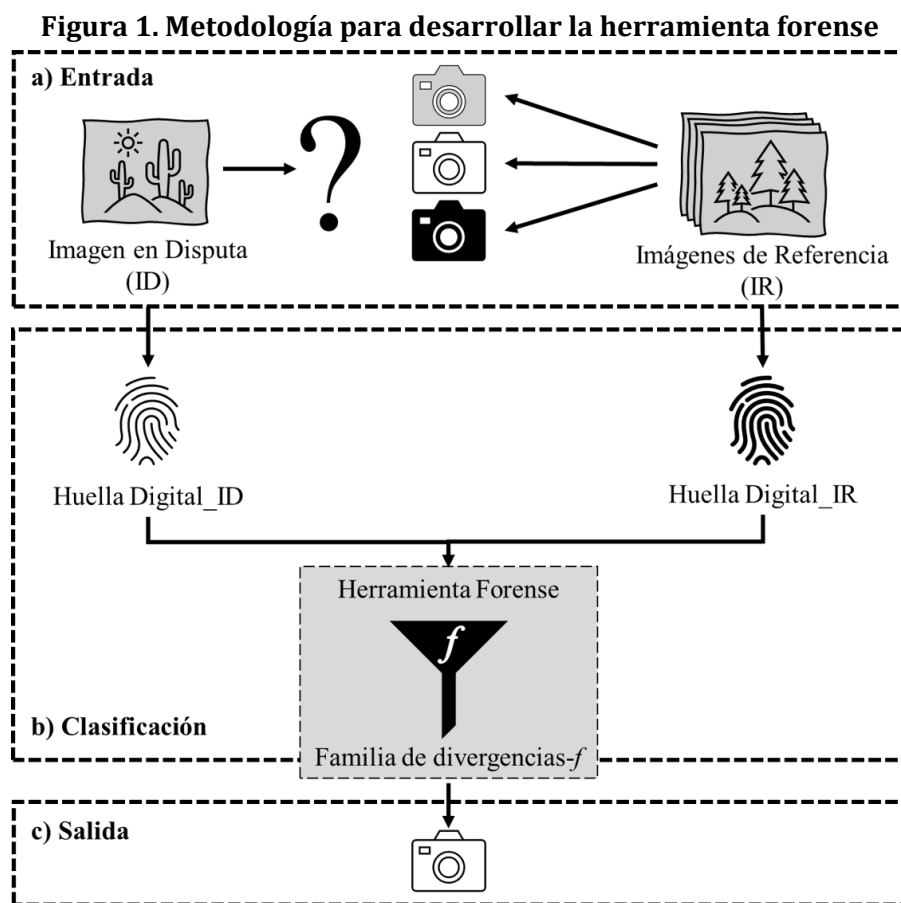 Figura 1. Metodología para desarrollar la herramienta forense
a) Entrada
?
Imagen en Disputa
(ID)
Imágenes de Referencia
(IR)
Huella Digital_ID
Huella Digital_IR
Herramienta Forense
f
Familia de divergencias-f
b) Clasificación
c) Salida